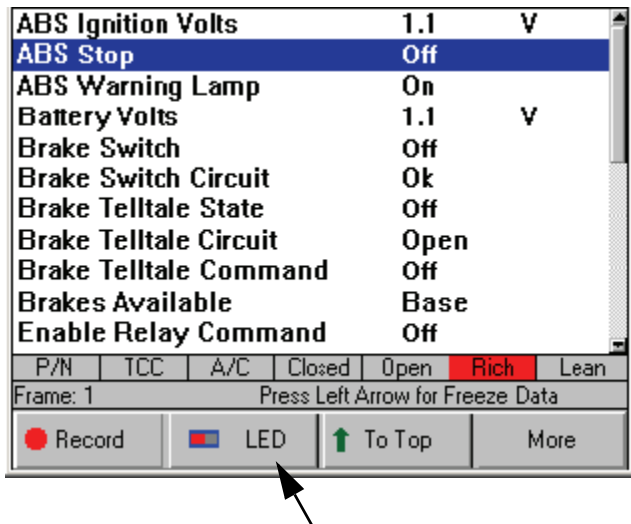 ABS Ignition Volts 1.1 V
ABS Stop Off
ABS Warning Lamp On
Battery Volts 1.1 V
Brake Switch Off
Brake Switch Circuit Ok
Brake Telltale State Off
Brake Telltale Circuit Open
Brake Telltale Command Off
Brakes Available Base
Enable Relay Command Off
P/N TCC A/C Closed Open Rich Lean
Frame: 1 Press Left Arrow for Freeze Data
Record LED To Top More